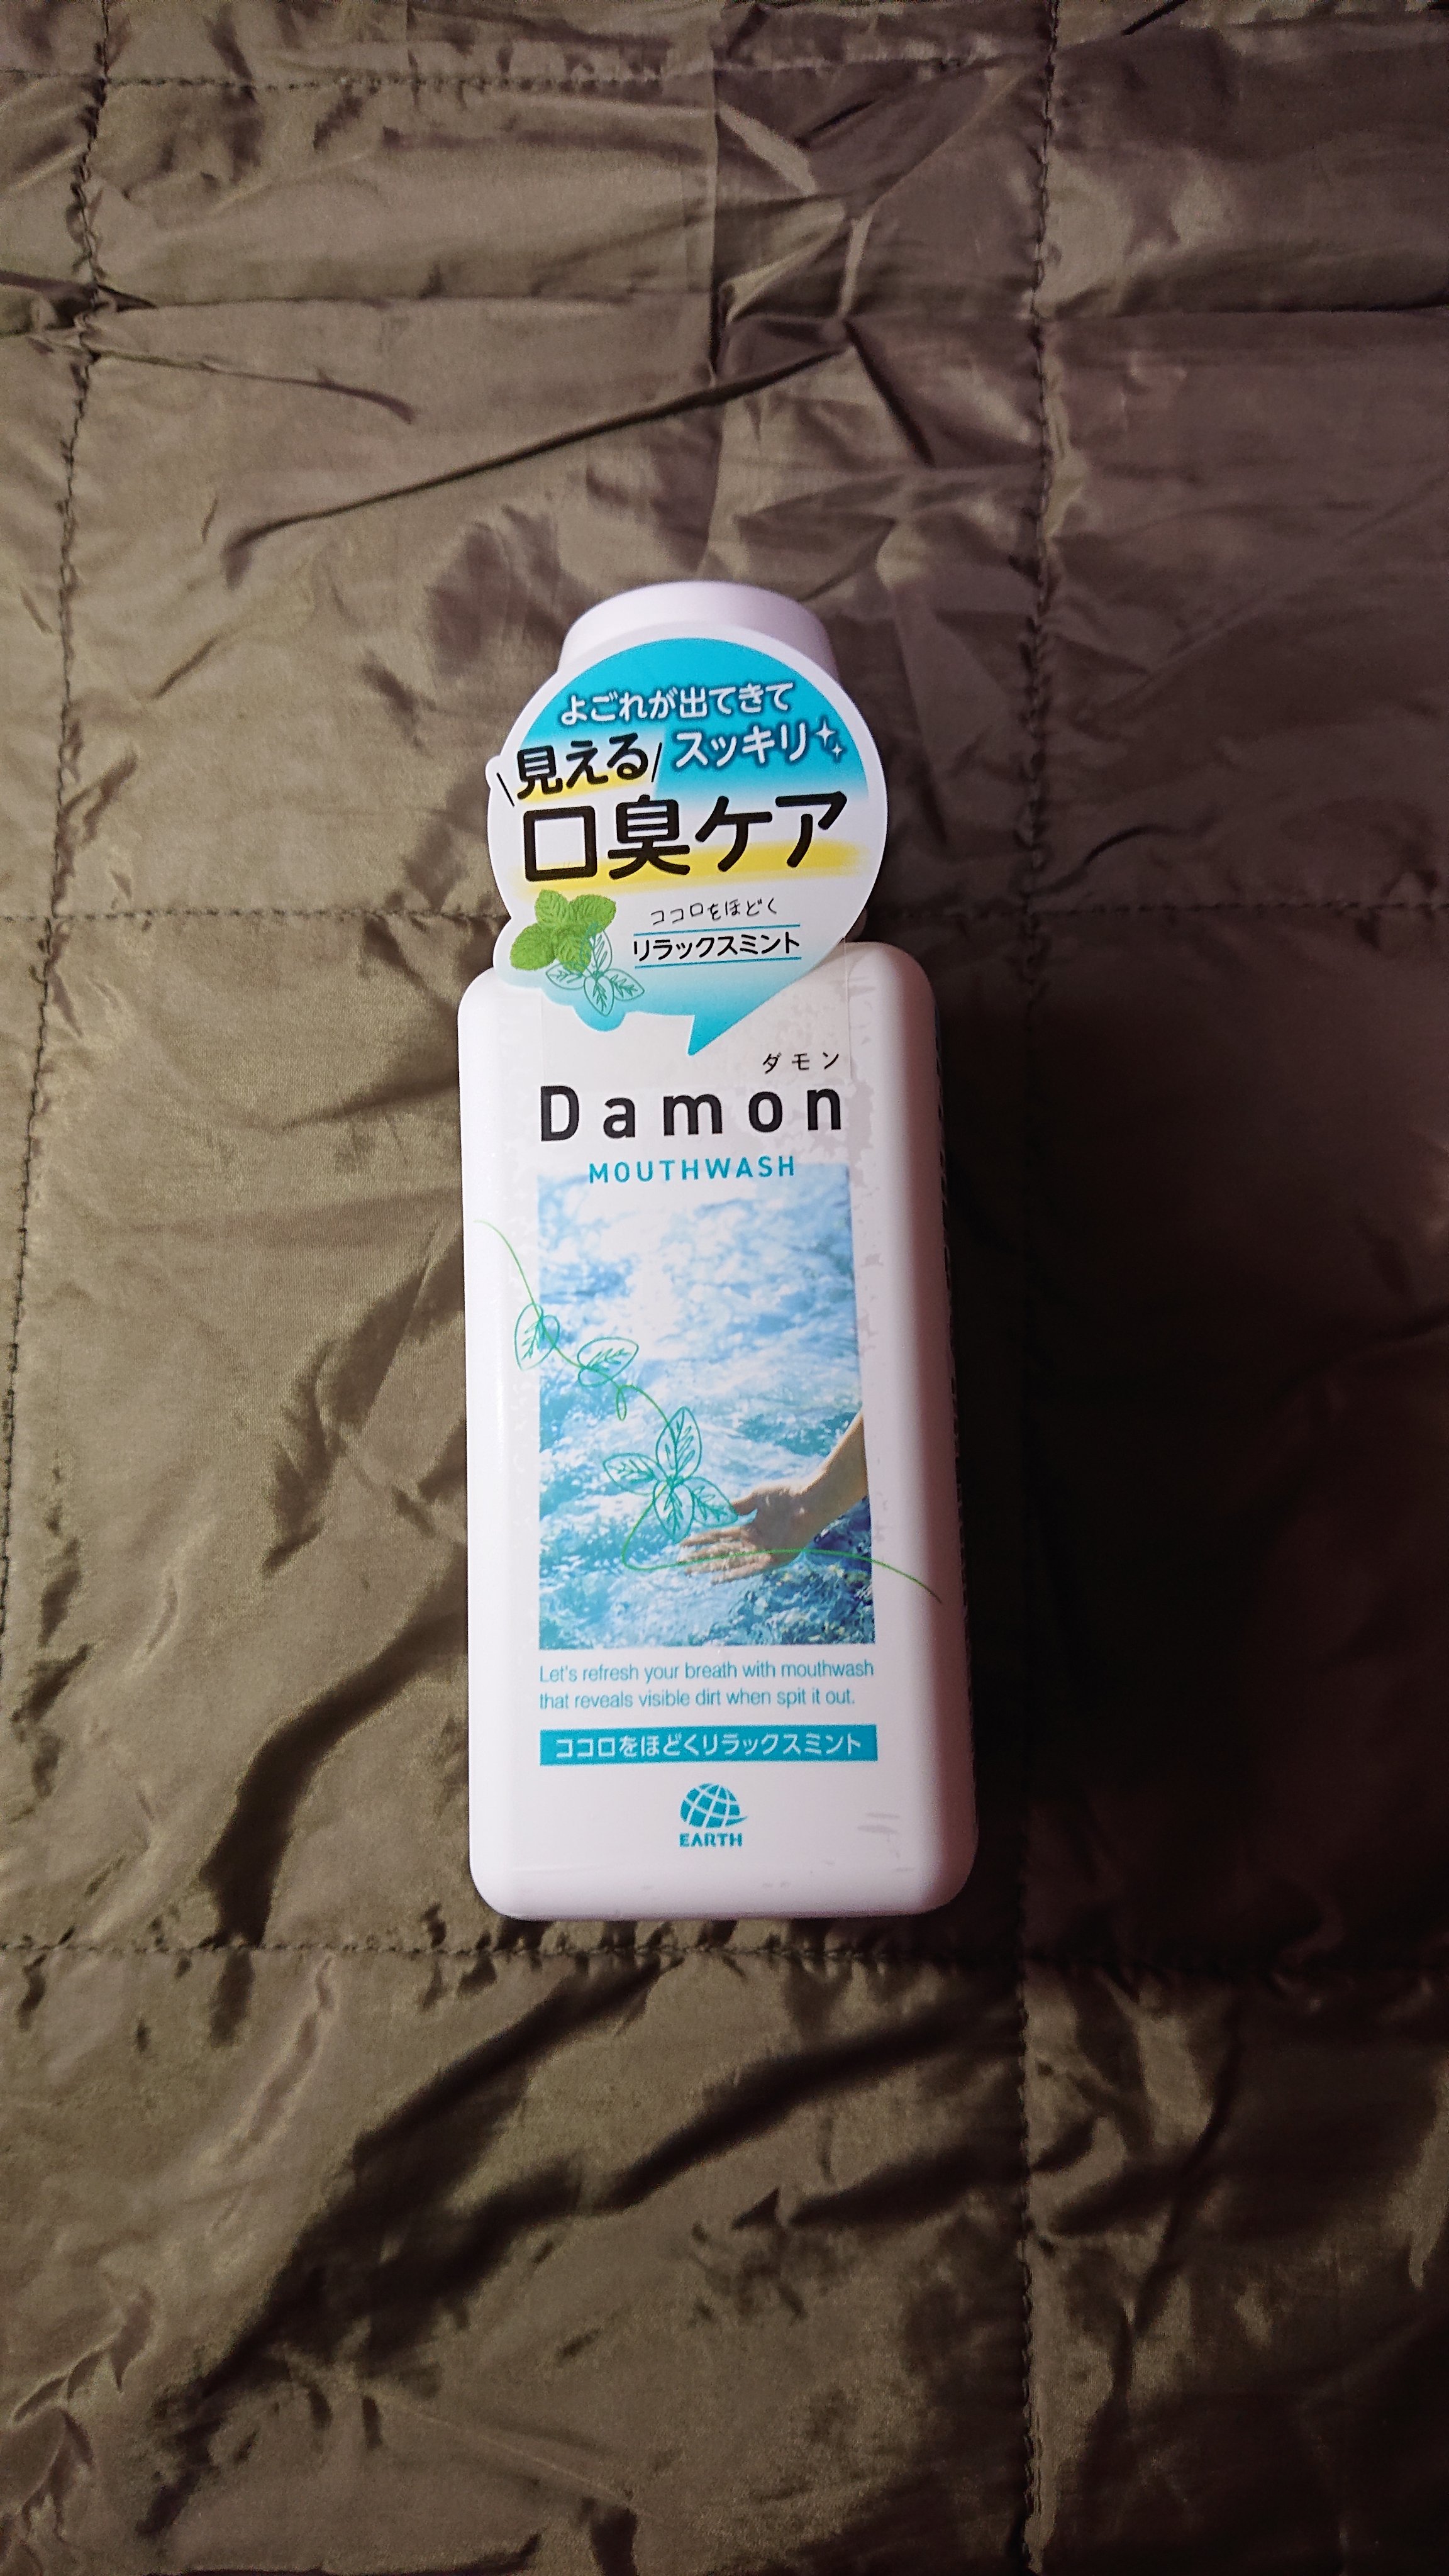 よごれが出てきて
見える スッキリ
口臭ケア
ココロをほどく
リラックスミント
ダモン
Damon
MOUTHWASH
Let's refresh your breath with mouthwash
that reveals visible dirt when spit it out.
ココロをほどくリラックスミント
EARTH